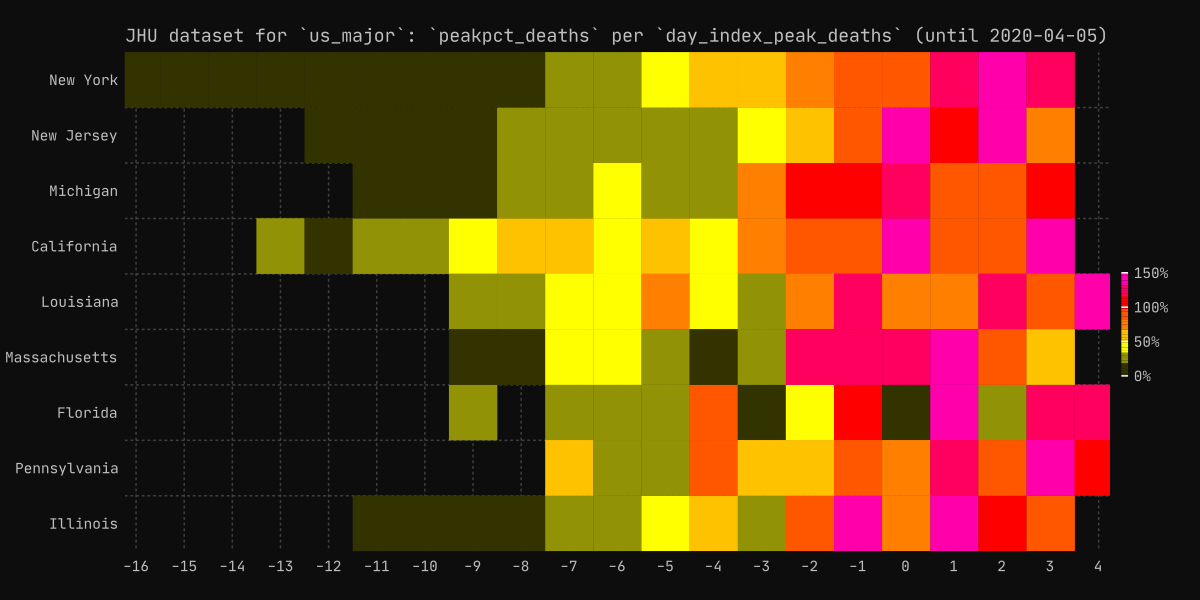 JHU dataset for `us_major`: `peakpct_deaths` per `day_index_peak_deaths` (until 2020-04-05)
New York
New Jersey
Michigan
California
Louisiana
Massachusetts
Florida
Pennsylvania
Illinois
150%
100%
50%
0%
-16 -15 -14 -13 -12 -11 -10 -9 -8 -7 -6 -5 -4 -3 -2 -1 0 1 2 3 4